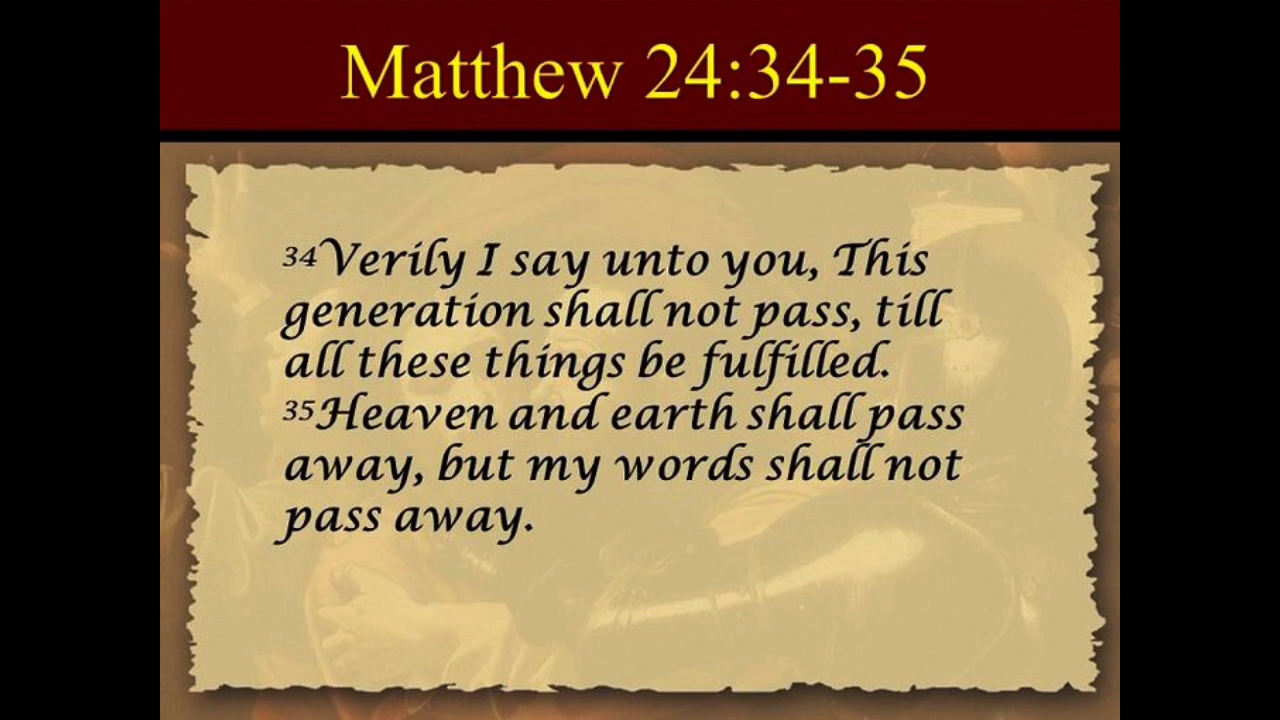 Matthew 24:34-35
34Verily I say unto you, This
generation shall not pass, till
all these things be fulfilled.
35Heaven and earth shall pass
away, but my words shall not
pass away.